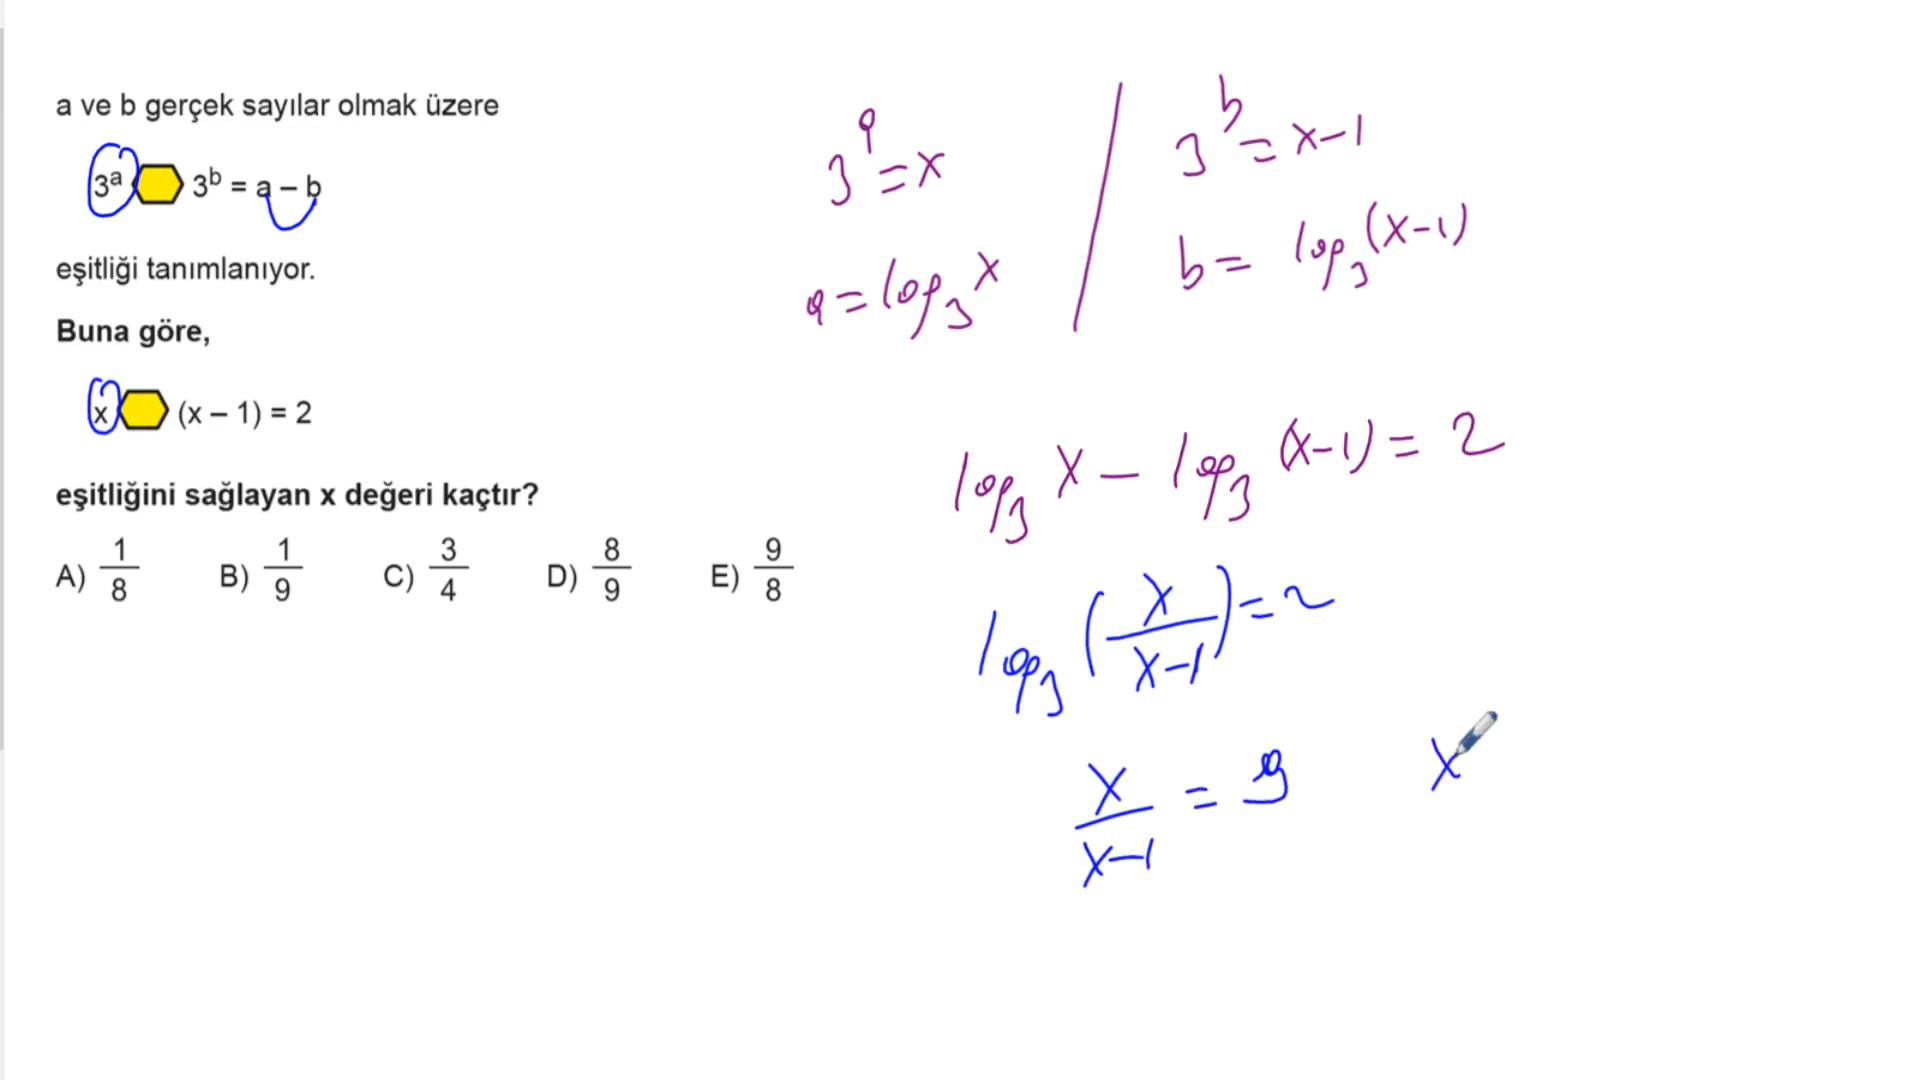 a ve b gerçek sayılar olmak üzere
3ᵃ 3ᵇ = a – b
eşitliği tanımlanıyor.
Buna göre,
x (x – 1) = 2
eşitliğini sağlayan x değeri kaçtır?
A) 1/8 B) 1/9 C) 3/4 D) 8/9 E) 9/8
3ᵃ = x
a = log₃ x
3ᵇ = x – 1
b = log₃ (x – 1)
log₃ x – log₃ (x – 1) = 2
log₃ (x/(x – 1)) = 2
x/(x – 1) = 9
x